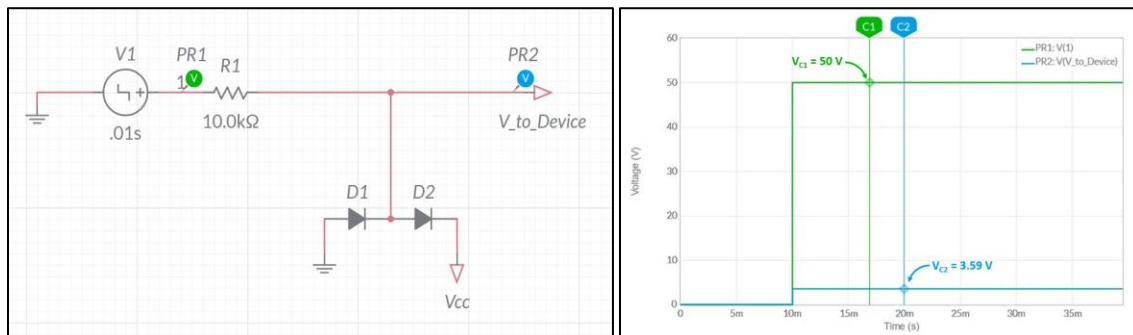 V1
PR1
1
V
R1
.01s
10.0kΩ
PR2
V
V_to_Device
D1
D2
Vcc
C1
C2
60
50
40
30
20
10
0
Voltage (V)
PR1: V(1)
PR2: V(V_to_Device)
VC1 = 50 V
VC2 = 3.59 V
0
5m
10m
15m
20m
25m
30m
35m
Time (s)